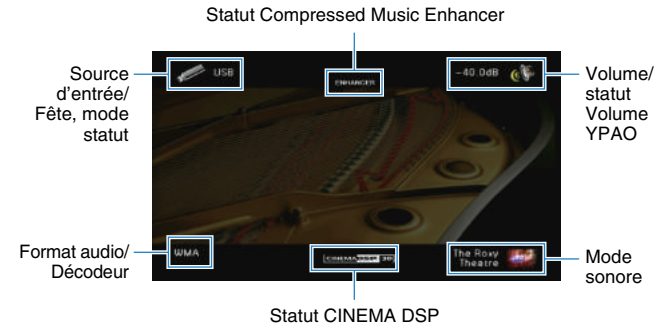 Statut Compressed Music Enhancer
Source
d'entrée/
Fête, mode
statut
USB
ENHANCER
-40.0dB
Volume/
statut
Volume
YPAO
Format audio/
Décodeur
WMA
CINEMA DSP 3D
The Roxy
Theatre
Mode
sonore
Statut CINEMA DSP